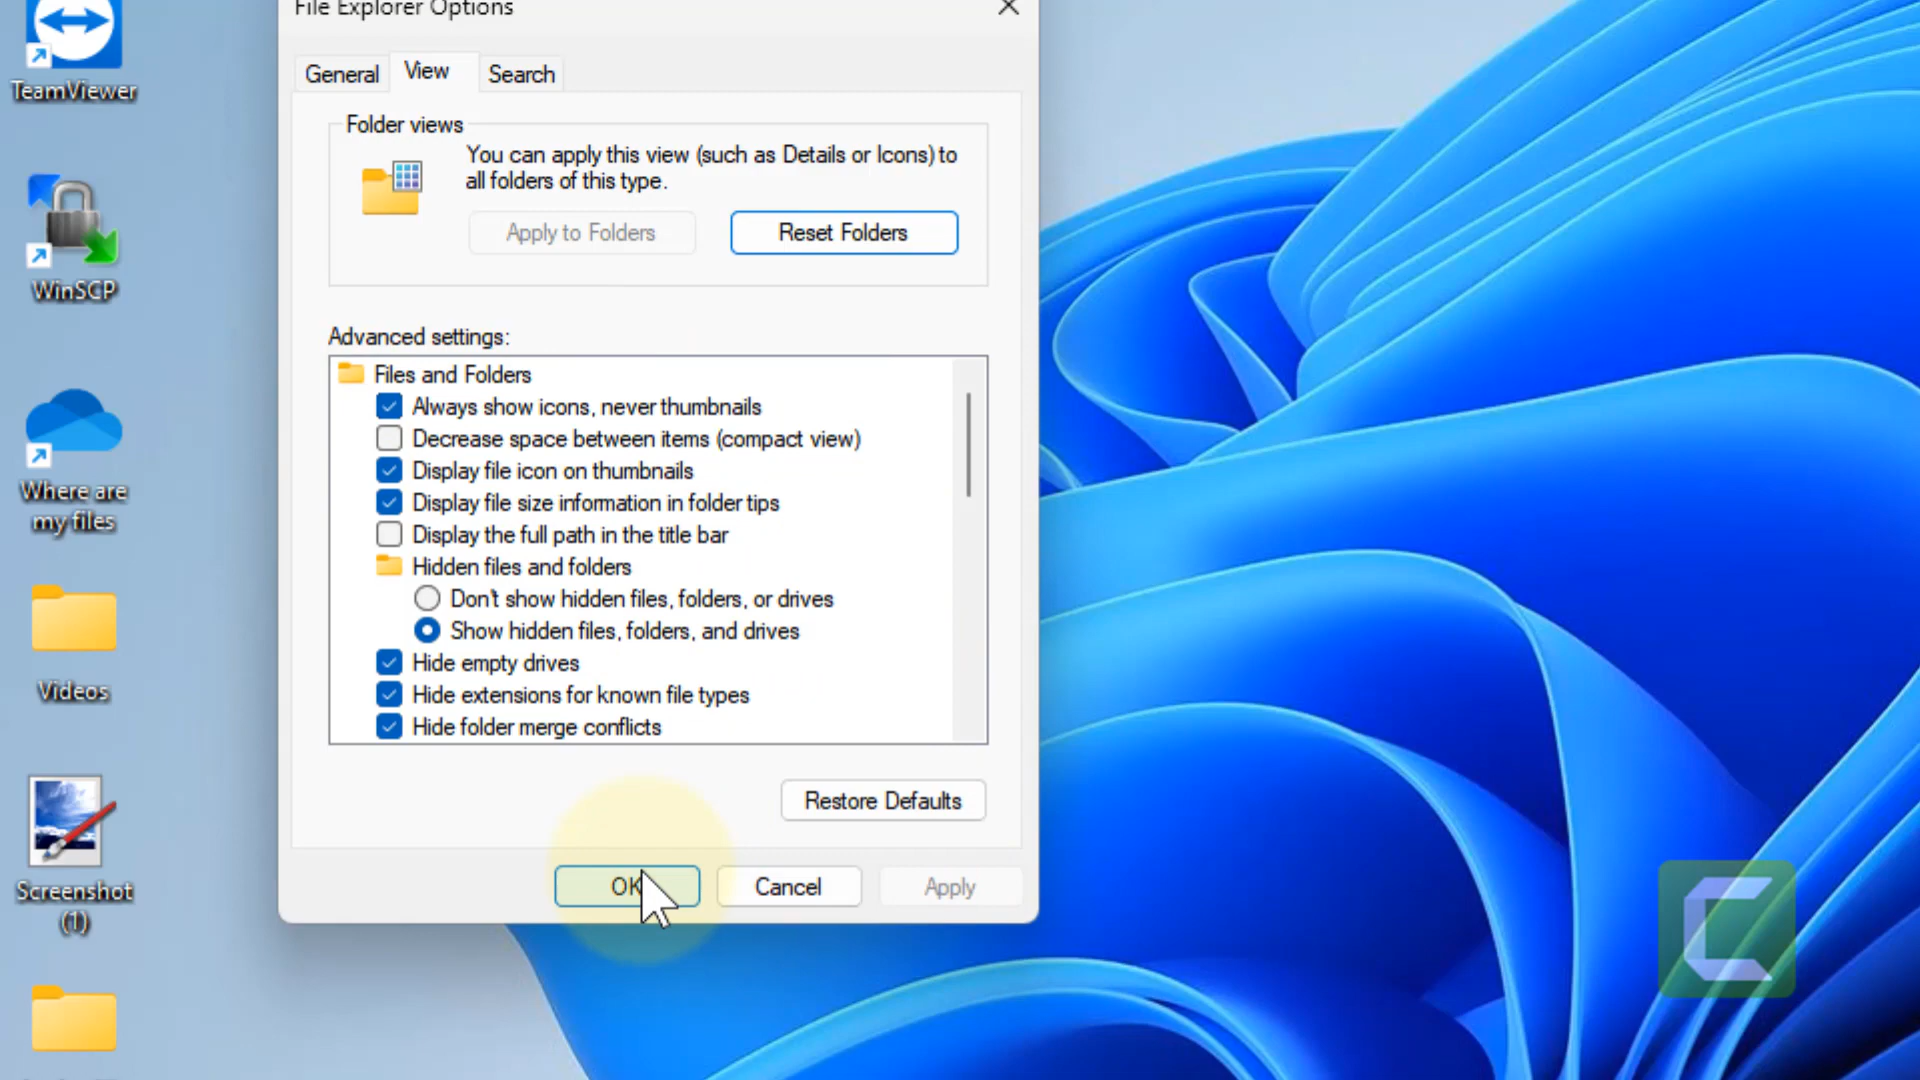 File Explorer Options
TeamViewer
WinSCP
Where are
my files
Videos
Screenshot
(1)
General
View
Search
Folder views
You can apply this view (such as Details or Icons) to
all folders of this type.
Apply to Folders
Reset Folders
Advanced settings:
Files and Folders
Always show icons, never thumbnails
Decrease space between items (compact view)
Display file icon on thumbnails
Display file size information in folder tips
Display the full path in the title bar
Hidden files and folders
Don't show hidden files, folders, or drives
Show hidden files, folders, and drives
Hide empty drives
Hide extensions for known file types
Hide folder merge conflicts
Restore Defaults
OK
Cancel
Apply